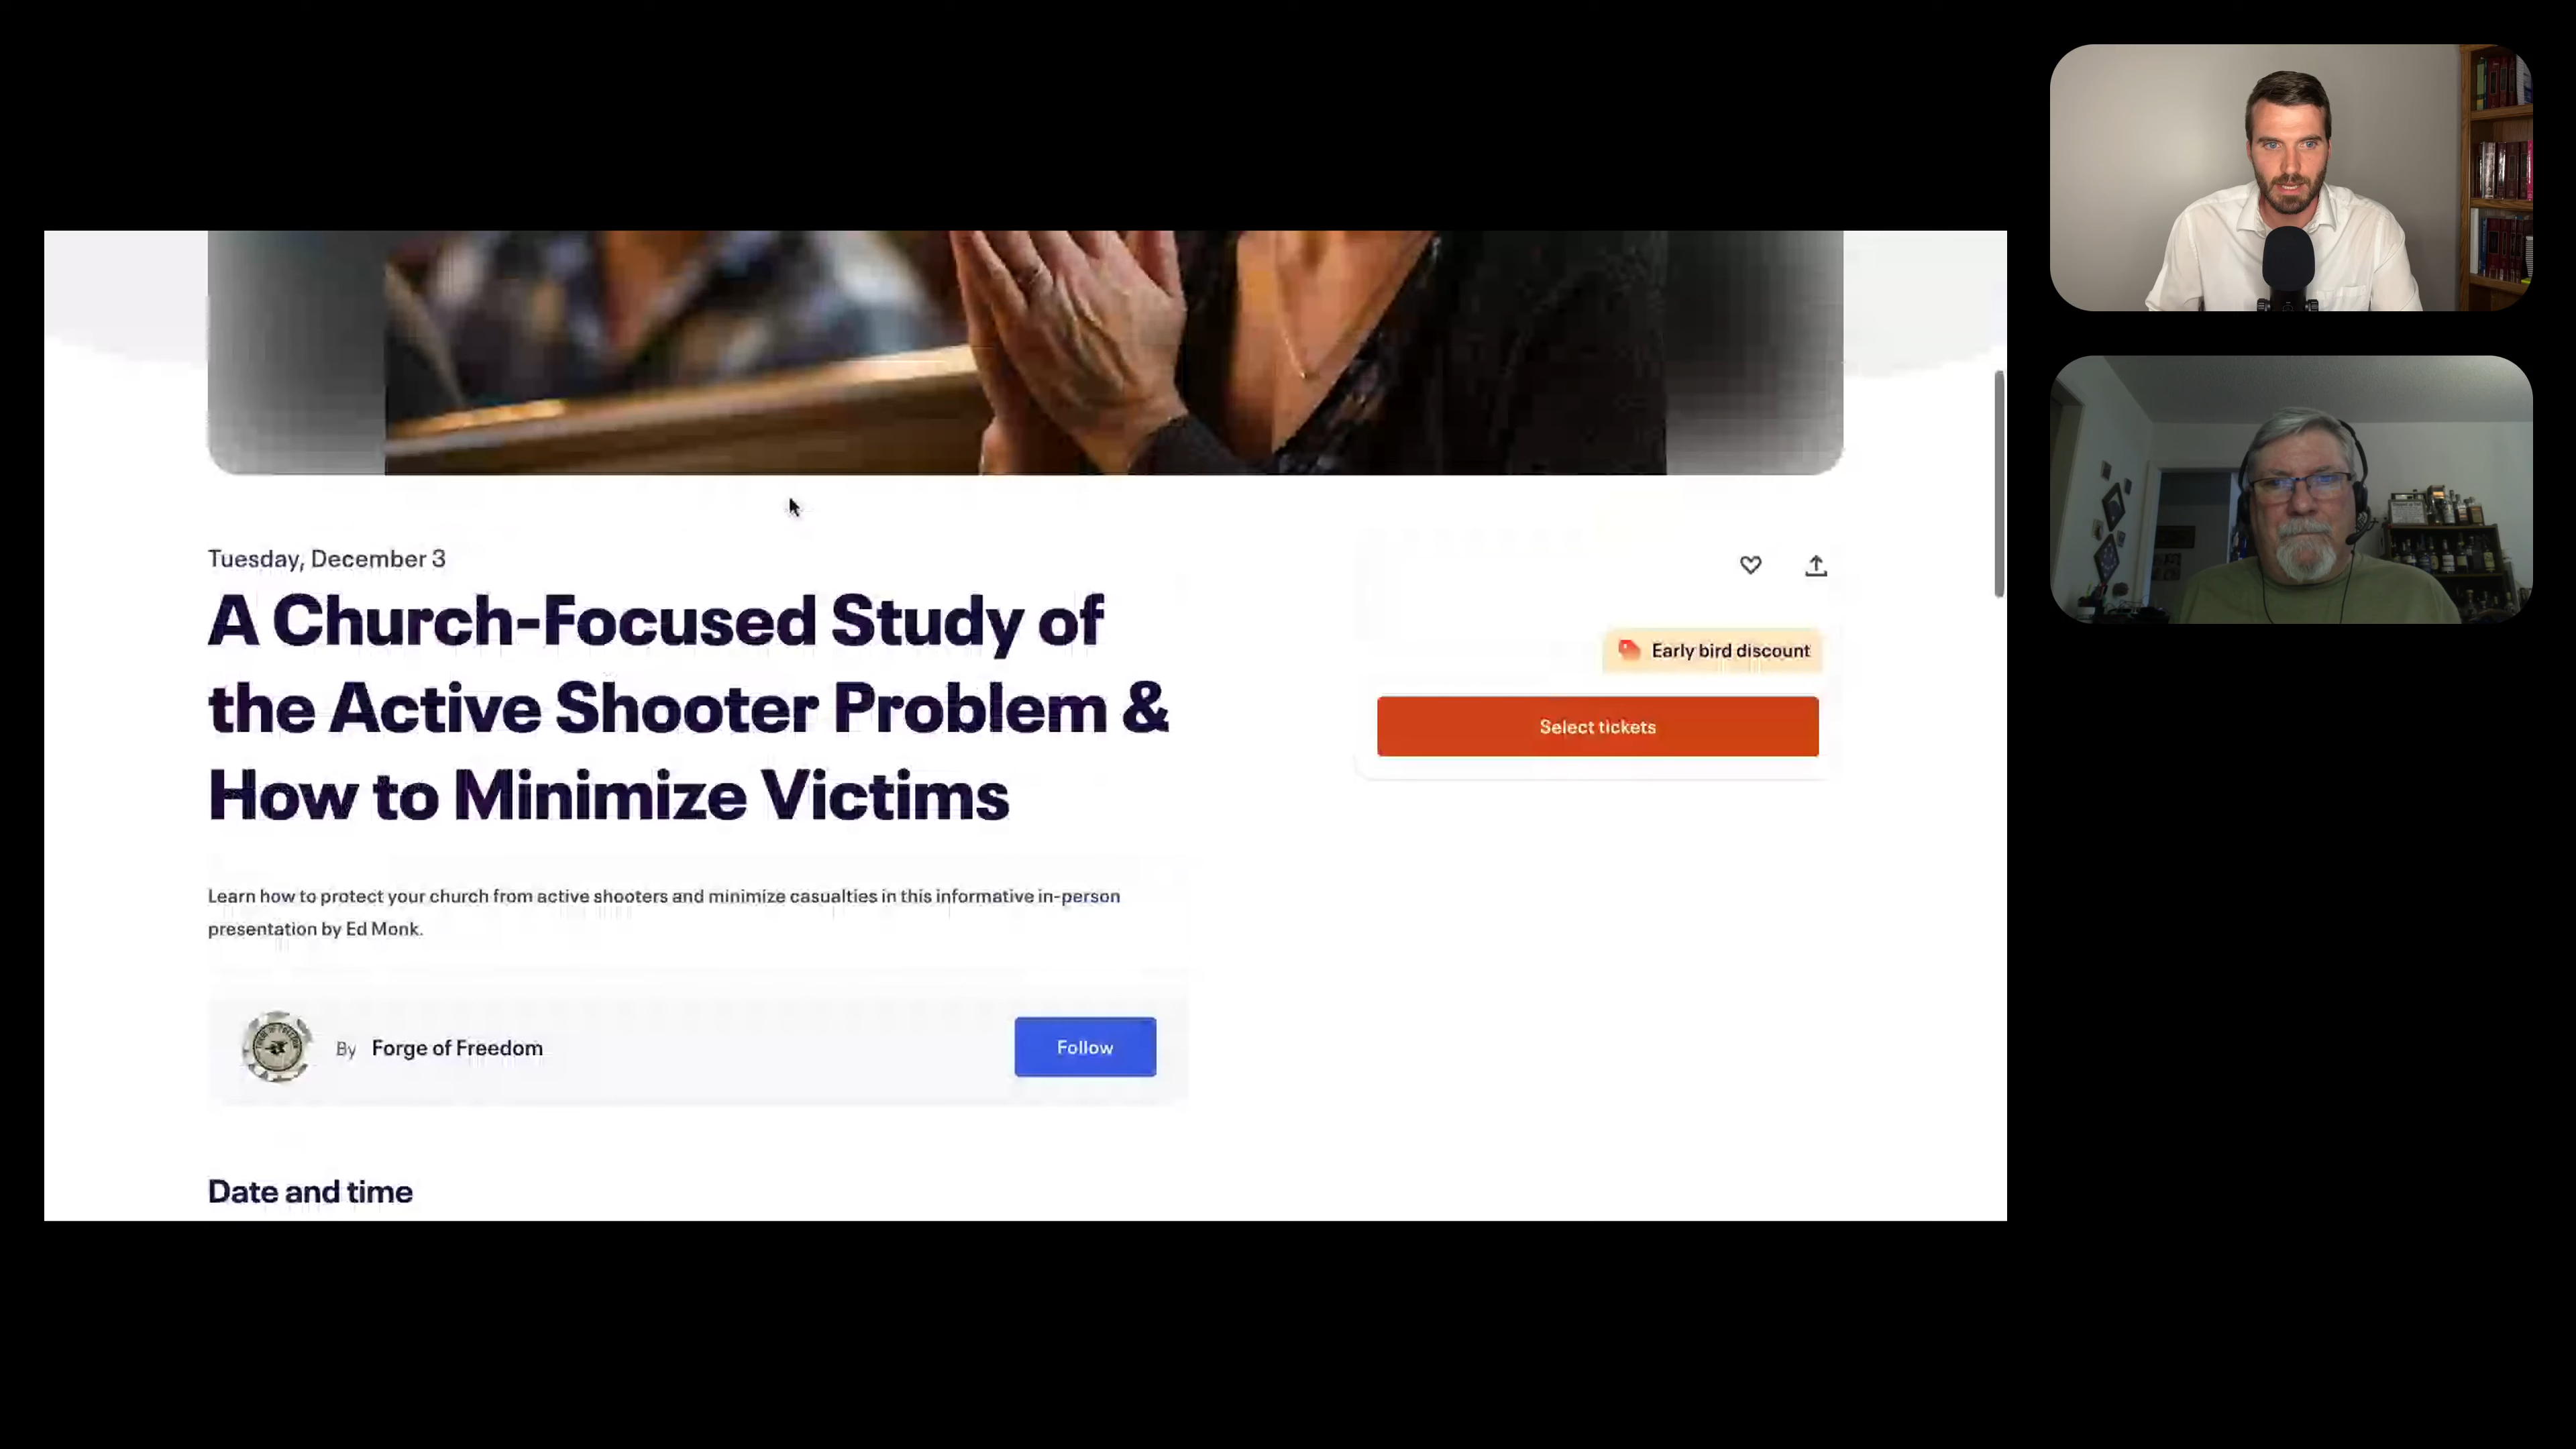 Tuesday, December 3
A Church-Focused Study of
the Active Shooter Problem &
How to Minimize Victims
Early bird discount
Select tickets
Learn how to protect your church from active shooters and minimize casualties in this informative in-person
presentation by Ed Monk.
By Forge of Freedom
Follow
Date and time